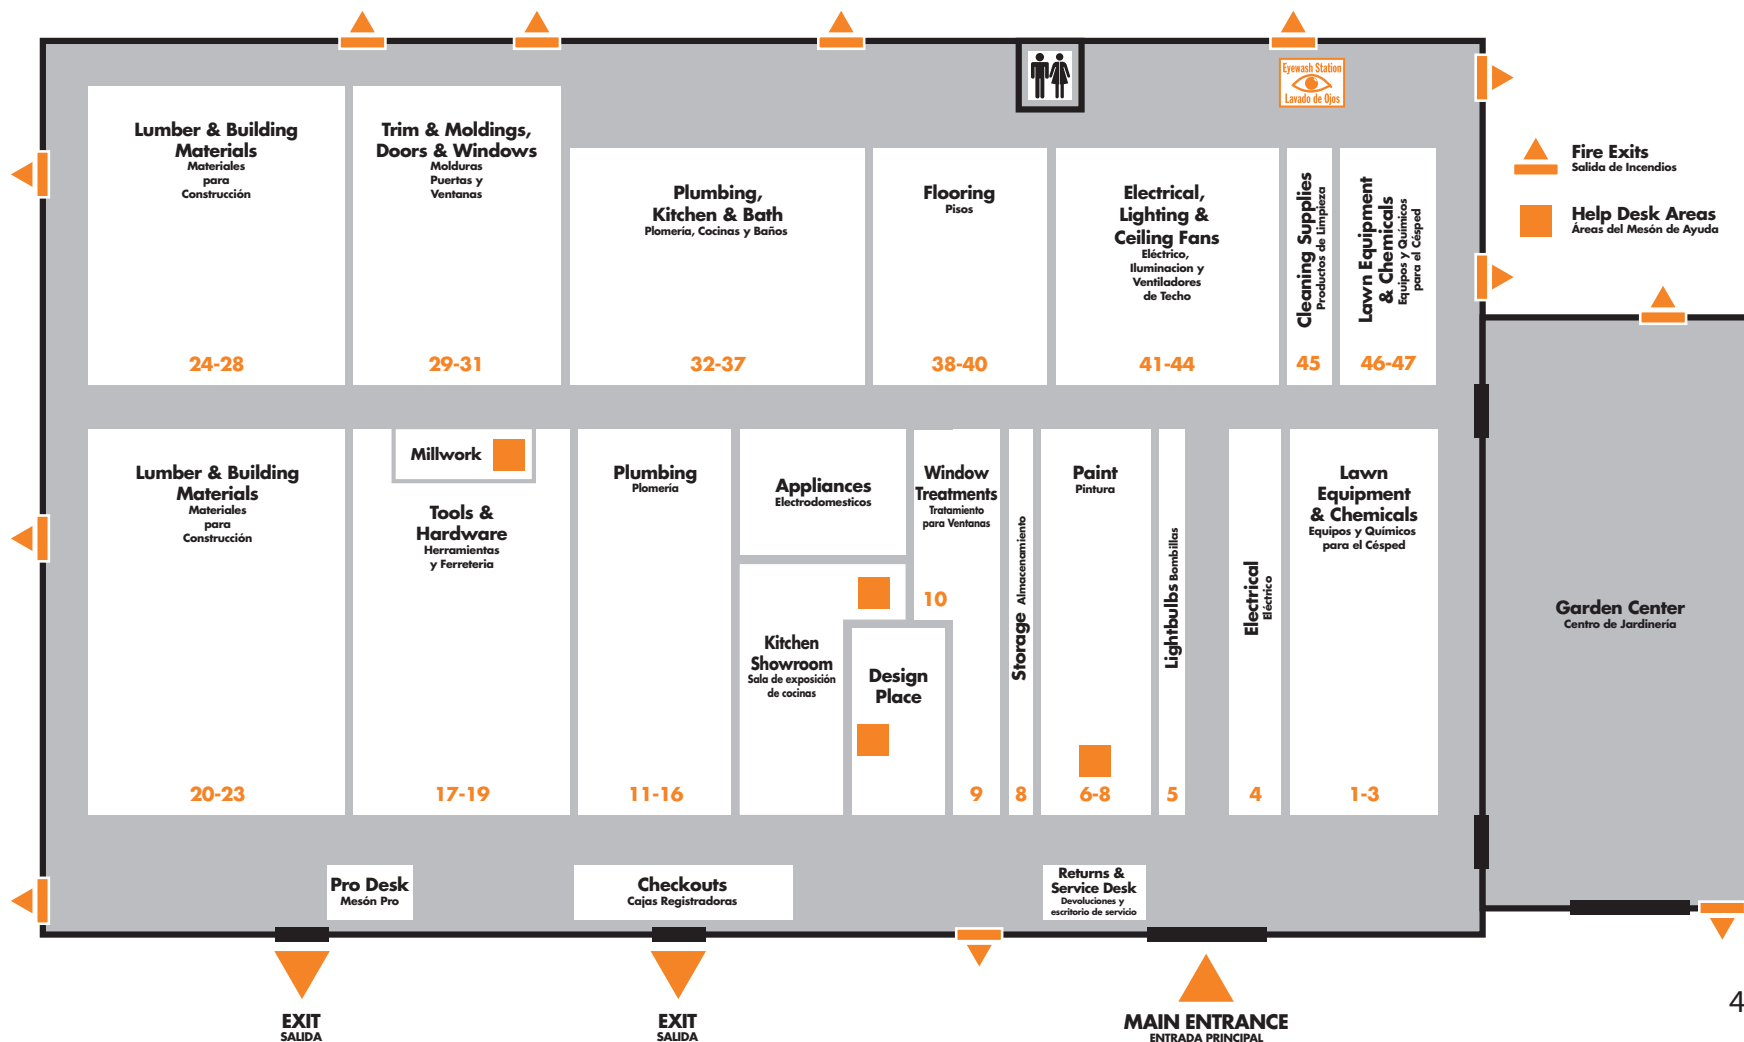 Eyewash Station
Lavado de Ojos
Fire Exits
Salida de Incendios
Help Desk Areas
Áreas del Mesón de Ayuda
Lumber & Building
Materials
Materiales
para
Construcción
24-28
Trim & Moldings,
Doors & Windows
Molduras
Puertas y
Ventanas
29-31
Plumbing,
Kitchen & Bath
Plomería, Cocinas y Baños
32-37
Flooring
Pisos
38-40
Electrical,
Lighting &
Ceiling Fans
Eléctrico,
Iluminacion y
Ventiladores
de Techo
41-44
Cleaning Supplies
Productos de Limpieza
45
Lawn Equipment
& Chemicals
Equipos y Químicos
para el Césped
46-47
Lumber & Building
Materials
Materiales
para
Construcción
20-23
Millwork
Tools &
Hardware
Herramientas
y Ferreteria
17-19
Plumbing
Plomería
11-16
Appliances
Electrodomesticos
Kitchen
Showroom
Sala de exposición
de cocinas
Design
Place
Window
Treatments
Tratamiento
para Ventanas
10
9
Storage Almacenamiento
8
Paint
Pintura
6-8
Lightbulbs Bombillas
5
Electrical
Eléctrico
4
Lawn
Equipment
& Chemicals
Equipos y Químicos
para el Césped
1-3
Garden Center
Centro de Jardinería
Pro Desk
Mesón Pro
Checkouts
Cajas Registradoras
Returns &
Service Desk
Devoluciones y
escritorio de servicio
EXIT
SALIDA
EXIT
SALIDA
MAIN ENTRANCE
ENTRADA PRINCIPAL
4